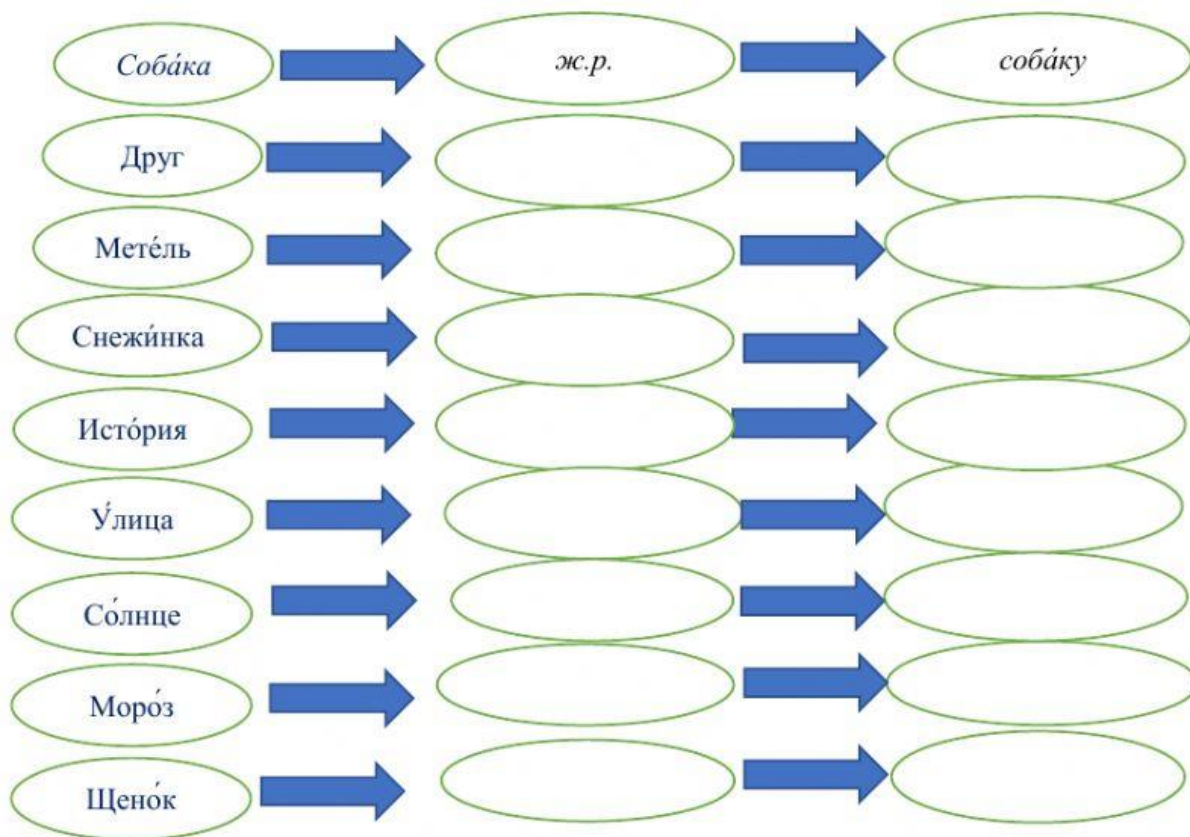 Соба́ка ж.р. соба́ку
Друг
Мете́ль
Снежи́нка
Исто́рия
У́лица
Со́лнце
Моро́з
Щено́к